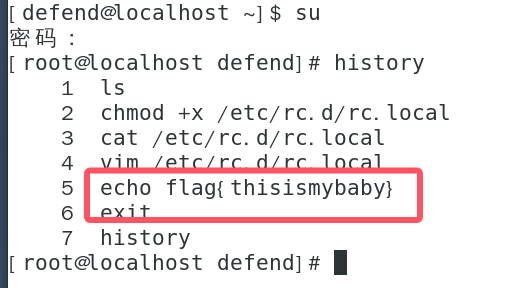 [defend@localhost ~]$ su
密码：
[root@localhost defend]# history
1 ls
2 chmod +x /etc/rc.d/rc.local
3 cat /etc/rc.d/rc.local
4 vim /etc/rc.d/rc.local
5 echo flag{thisismybaby}
6 exit
7 history
[root@localhost defend]#